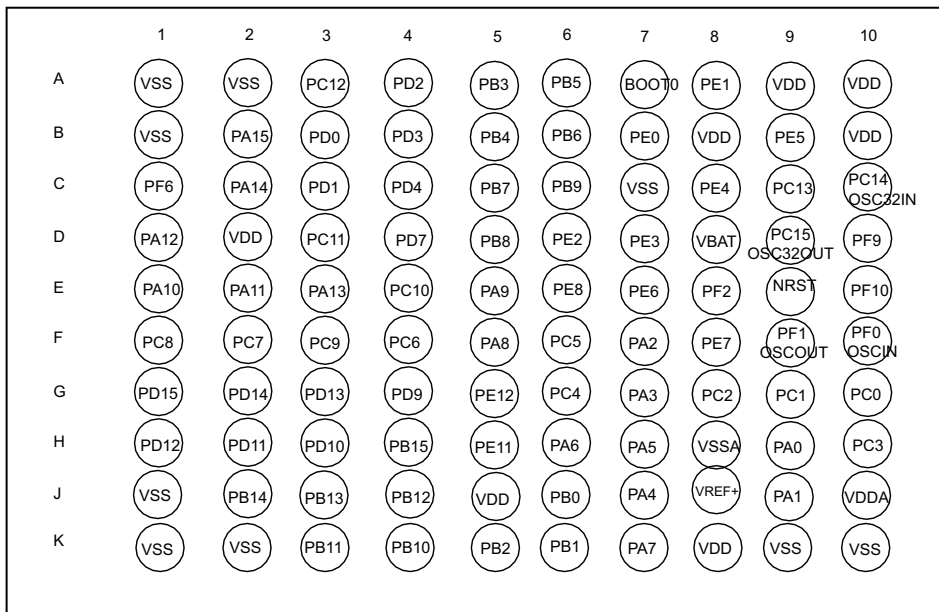 1 2 3 4 5 6 7 8 9 10
A VSS VSS PC12 PD2 PB3 PB5 BOOT0 PE1 VDD VDD
B VSS PA15 PD0 PD3 PB4 PB6 PE0 VDD PE5 VDD
C PF6 PA14 PD1 PD4 PB7 PB9 VSS PE4 PC13 PC14
OSC32IN
D PA12 VDD PC11 PD7 PB8 PE2 PE3 VBAT PC15 PF9
OSC32OUT
E PA10 PA11 PA13 PC10 PA9 PE8 PE6 PF2 NRST PF10
F PC8 PC7 PC9 PC6 PA8 PC5 PA2 PE7 PF1 PF0
OSCOUT OSCIN
G PD15 PD14 PD13 PD9 PE12 PC4 PA3 PC2 PC1 PC0
H PD12 PD11 PD10 PB15 PE11 PA6 PA5 VSSA PA0 PC3
J VSS PB14 PB13 PB12 VDD PB0 PA4 VREF+ PA1 VDDA
K VSS VSS PB11 PB10 PB2 PB1 PA7 VDD VSS VSS